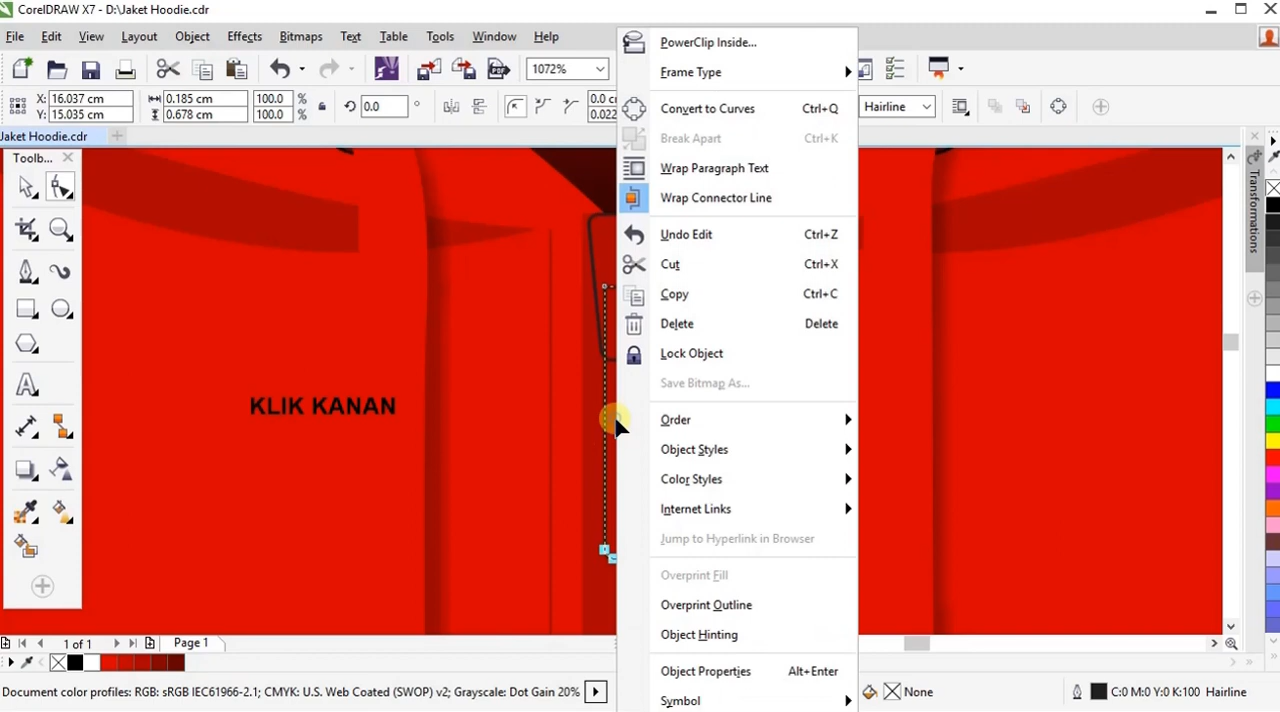 CorelDRAW X7 - D:\Jaket Hoodie.cdr
File Edit View Layout Object Effects Bitmaps Text Table Tools Window Help
1072%
X: 16.037 cm
Y: 15.035 cm
0.185 cm
0.678 cm
100.0 %
100.0 %
0.0
0.0 c
0.022
Hairline
Jaket Hoodie.cdr
Toolb...
Transformations
KLIK KANAN
PowerClip Inside...
Frame Type
Convert to Curves Ctrl+Q
Break Apart Ctrl+K
Wrap Paragraph Text
Wrap Connector Line
Undo Edit Ctrl+Z
Cut Ctrl+X
Copy Ctrl+C
Delete Delete
Lock Object
Save Bitmap As...
Order
Object Styles
Color Styles
Internet Links
Jump to Hyperlink in Browser
Overprint Fill
Overprint Outline
Object Hinting
Object Properties Alt+Enter
Symbol
1 of 1
Page 1
Document color profiles: RGB: sRGB IEC61966-2.1; CMYK: U.S. Web Coated (SWOP) v2; Grayscale: Dot Gain 20%
None
C:0 M:0 Y:0 K:100 Hairline